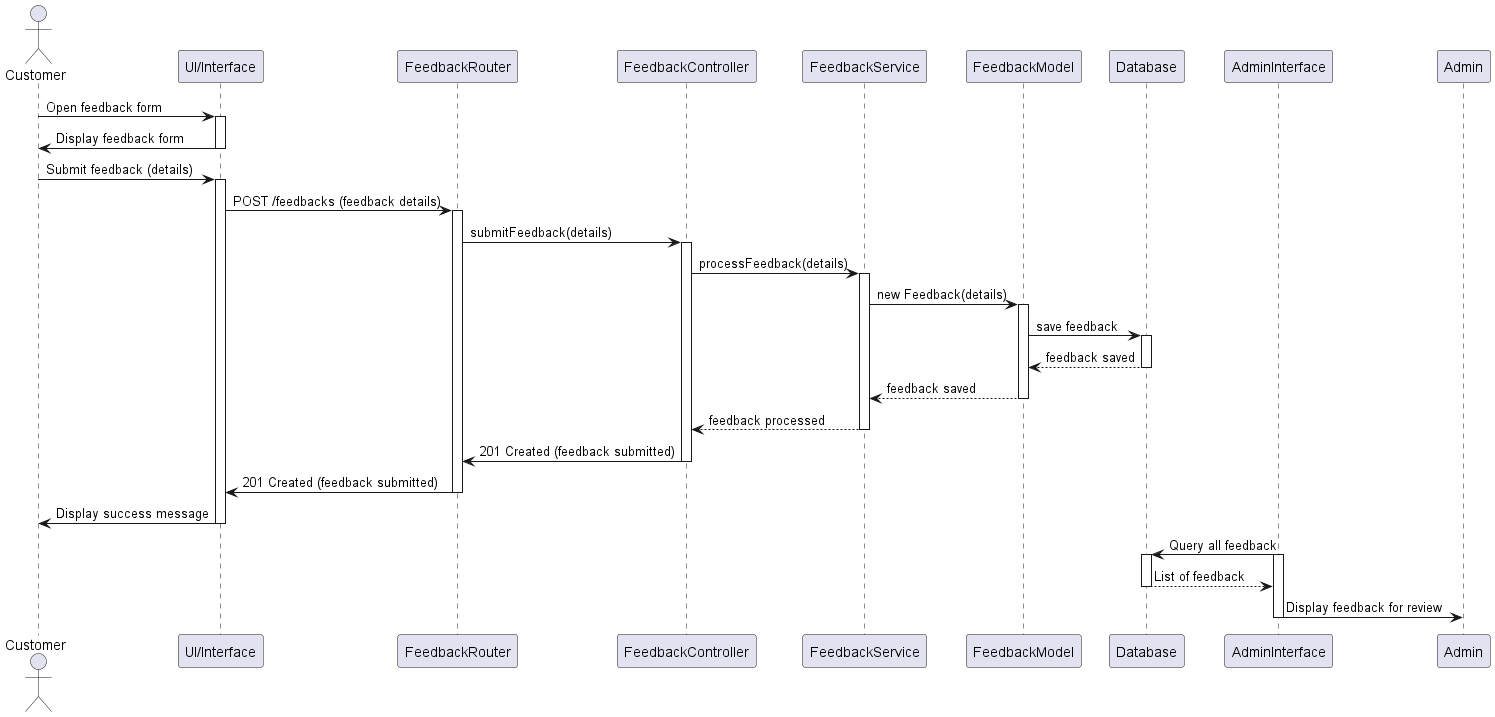 Customer
UI/Interface
FeedbackRouter
FeedbackController
FeedbackService
FeedbackModel
Database
AdminInterface
Admin
Open feedback form
Display feedback form
Submit feedback (details)
POST /feedbacks (feedback details)
submitFeedback(details)
processFeedback(details)
new Feedback(details)
save feedback
feedback saved
feedback saved
feedback processed
201 Created (feedback submitted)
201 Created (feedback submitted)
Display success message
Query all feedback
List of feedback
Display feedback for review
Customer
UI/Interface
FeedbackRouter
FeedbackController
FeedbackService
FeedbackModel
Database
AdminInterface
Admin